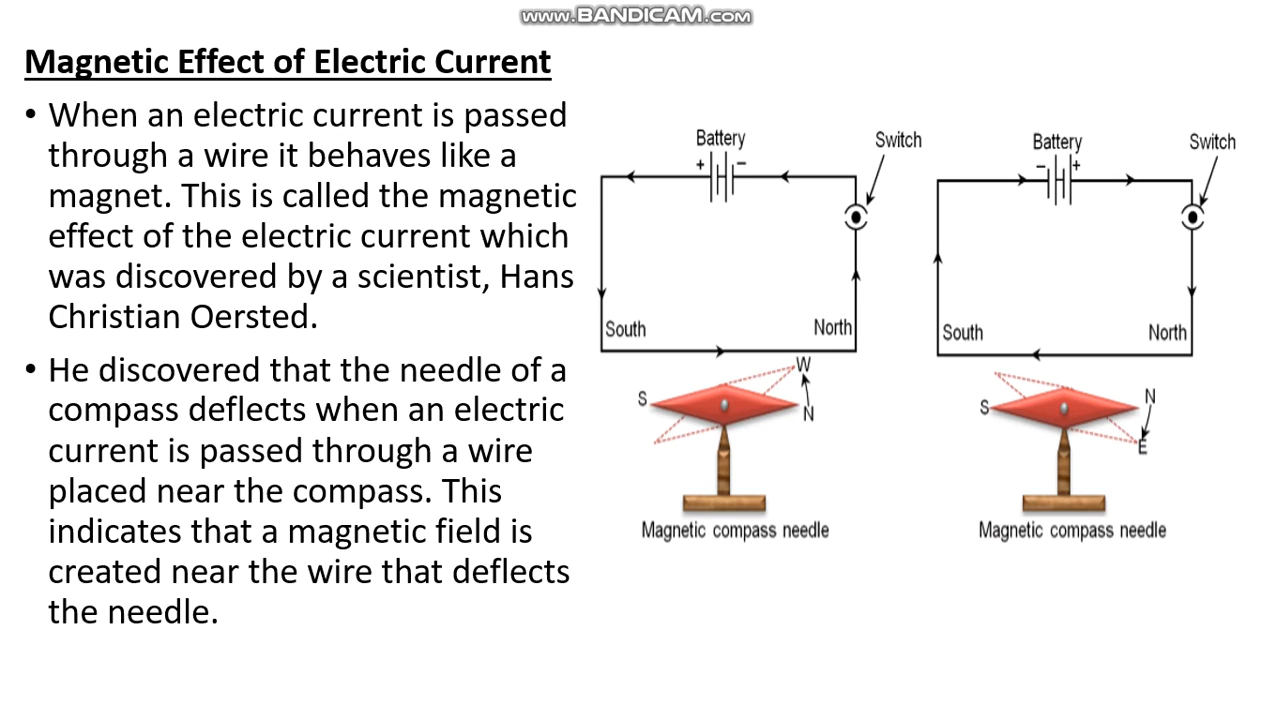 www.BANDICAM.com
Magnetic Effect of Electric Current
• When an electric current is passed
through a wire it behaves like a
magnet. This is called the magnetic
effect of the electric current which
was discovered by a scientist, Hans
Christian Oersted.
• He discovered that the needle of a
compass deflects when an electric
current is passed through a wire
placed near the compass. This
indicates that a magnetic field is
created near the wire that deflects
the needle.
Battery
Switch
+ −
South
North
W
S
N
Magnetic compass needle
Battery
Switch
− +
South
North
N
S
E
Magnetic compass needle